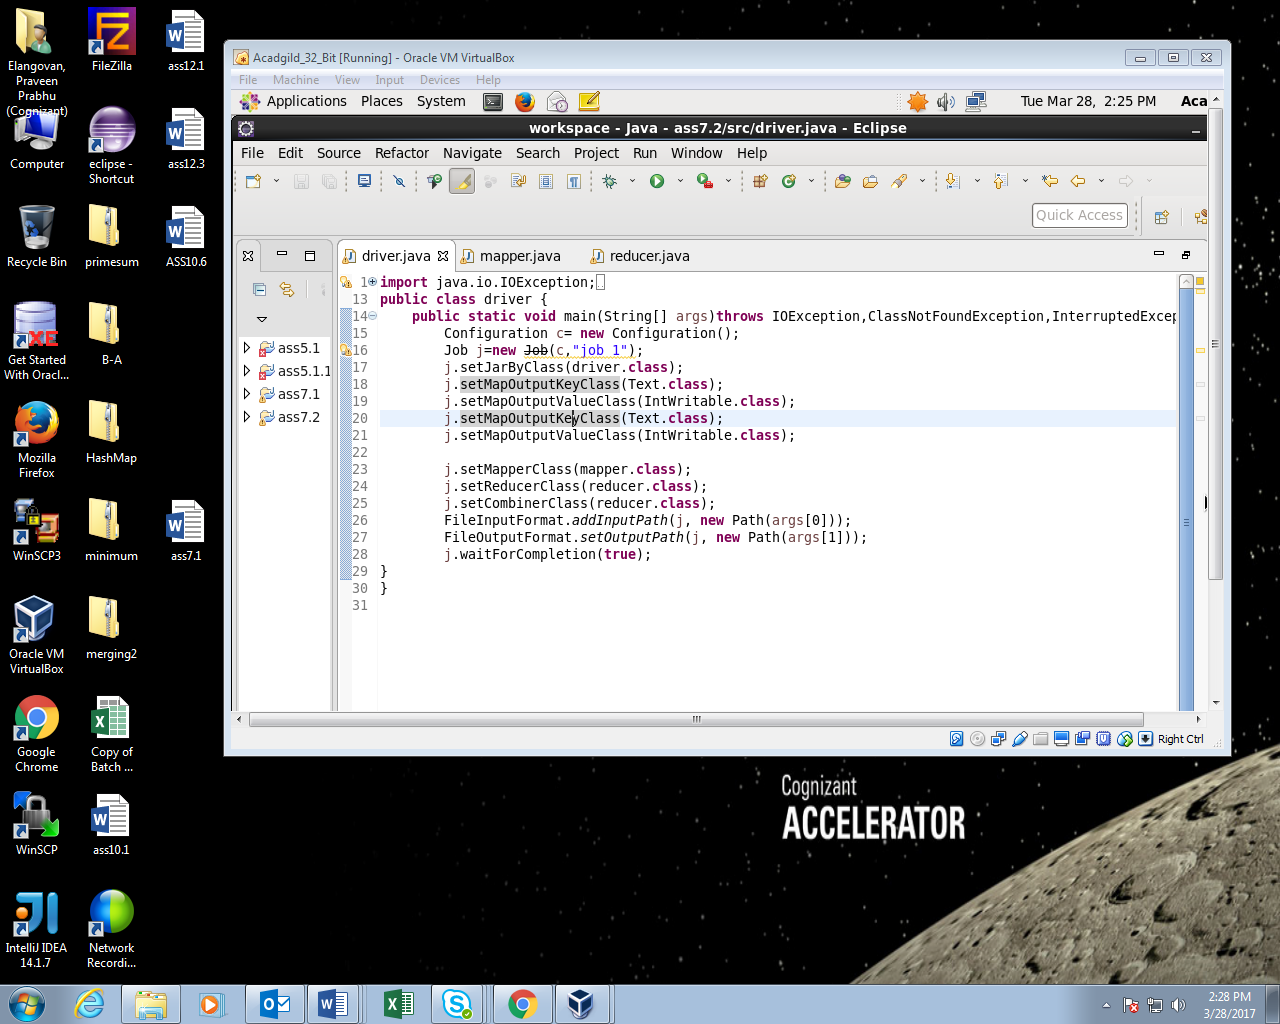 Elangovan,
Praveen
Prabhu
(Cognizant)
FileZilla
ass12.1
Computer
eclipse -
Shortcut
ass12.3
Recycle Bin
primesum
ASS10.6
Get Started
With Oracl...
B-A
Mozilla
Firefox
HashMap
WinSCP3
minimum
ass7.1
Oracle VM
VirtualBox
merging2
Google
Chrome
Copy of
Batch ...
WinSCP
ass10.1
IntelliJ IDEA
14.1.7
Network
Recordi...
Acadgild_32_Bit [Running] - Oracle VM VirtualBox
File Machine View Input Devices Help
Applications Places System Tue Mar 28, 2:25 PM Aca
workspace - Java - ass7.2/src/driver.java - Eclipse
File Edit Source Refactor Navigate Search Project Run Window Help
Quick Access
driver.java mapper.java reducer.java
ass5.1
ass5.1.1
ass7.1
ass7.2
1 import java.io.IOException;
13 public class driver {
14 public static void main(String[] args)throws IOException,ClassNotFoundException,InterruptedExcep
15 Configuration c= new Configuration();
16 Job j=new Job(c,"job 1");
17 j.setJarByClass(driver.class);
18 j.setMapOutputKeyClass(Text.class);
19 j.setMapOutputValueClass(IntWritable.class);
20 j.setMapOutputKeyClass(Text.class);
21 j.setMapOutputValueClass(IntWritable.class);
22
23 j.setMapperClass(mapper.class);
24 j.setReducerClass(reducer.class);
25 j.setCombinerClass(reducer.class);
26 FileInputFormat.addInputPath(j, new Path(args[0]));
27 FileOutputFormat.setOutputPath(j, new Path(args[1]));
28 j.waitForCompletion(true);
29 }
30 }
31
Right Ctrl
Cognizant
ACCELERATOR
2:28 PM
3/28/2017